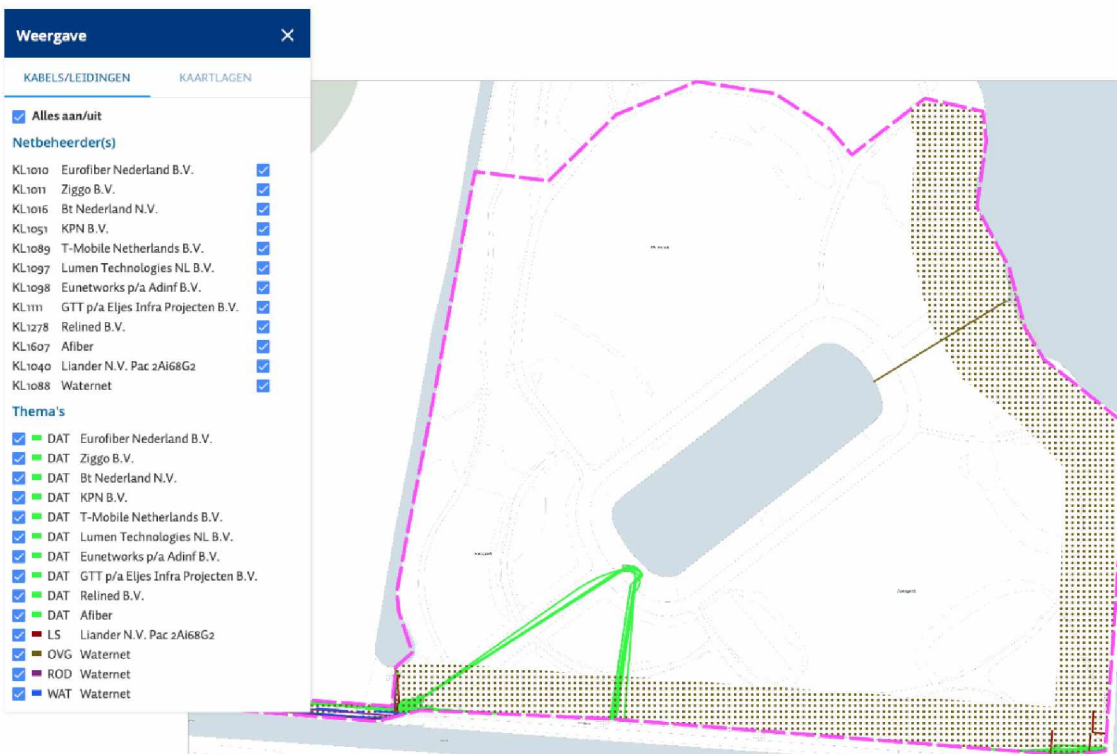 Weergave
KABELS/LEIDINGEN KAARTLAGEN
Alles aan/uit
Netbeheerder(s)
KL1010 Eurofiber Nederland B.V.
KL1011 Ziggo B.V.
KL1016 Bt Nederland N.V.
KL1051 KPN B.V.
KL1089 T-Mobile Netherlands B.V.
KL1097 Lumen Technologies NL B.V.
KL1098 Eunetworks p/a Adinf B.V.
KL1111 GTT p/a Eljes Infra Projecten B.V.
KL1278 Relined B.V.
KL1607 Afiber
KL1040 Liander N.V. Pac 2Ai68G2
KL1088 Waternet
Thema's
DAT Eurofiber Nederland B.V.
DAT Ziggo B.V.
DAT Bt Nederland N.V.
DAT KPN B.V.
DAT T-Mobile Netherlands B.V.
DAT Lumen Technologies NL B.V.
DAT Eunetworks p/a Adinf B.V.
DAT GTT p/a Eljes Infra Projecten B.V.
DAT Relined B.V.
DAT Afiber
LS Liander N.V. Pac 2Ai68G2
OVG Waternet
ROD Waternet
WAT Waternet